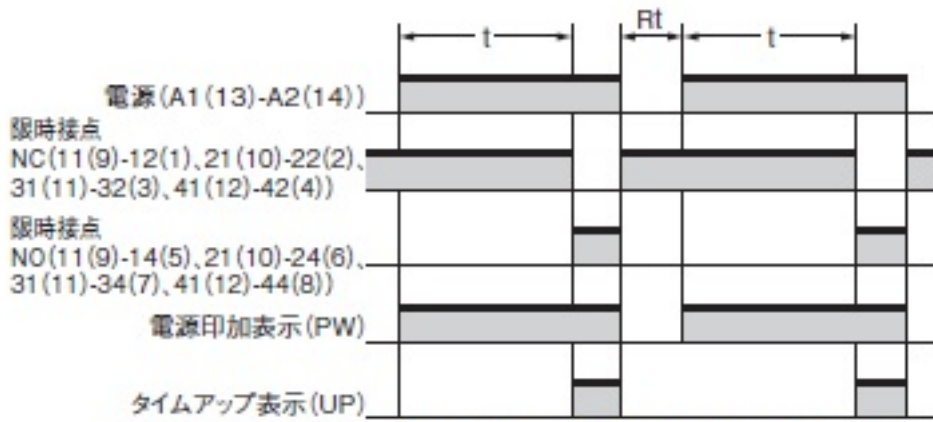 t
Rt
t
電源(A1(13)-A2(14))
限時接点
NC(11(9)-12(1)、21(10)-22(2)、
31(11)-32(3)、41(12)-42(4))
限時接点
NO(11(9)-14(5)、21(10)-24(6)、
31(11)-34(7)、41(12)-44(8))
電源印加表示(PW)
タイムアップ表示(UP)